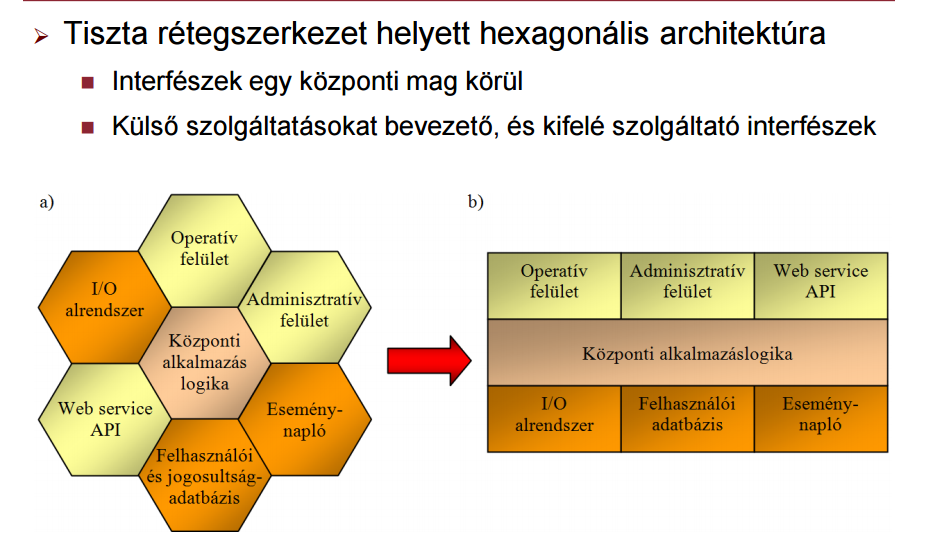 Tiszta rétegszerkezet helyett hexagonális architektúra
Interfészek egy központi mag körül
Külső szolgáltatásokat bevezető, és kifelé szolgáltató interfészek
a)
Operatív
felület
I/O
alrendszer
Adminisztratív
felület
Központi
alkalmazás
logika
Web service
API
Esemény-
napló
Felhasználói
és jogosultság-
adatbázis
b)
Operatív
felület
Adminisztratív
felület
Web service
API
Központi alkalmazáslogika
I/O
alrendszer
Felhasználói
adatbázis
Esemény-
napló